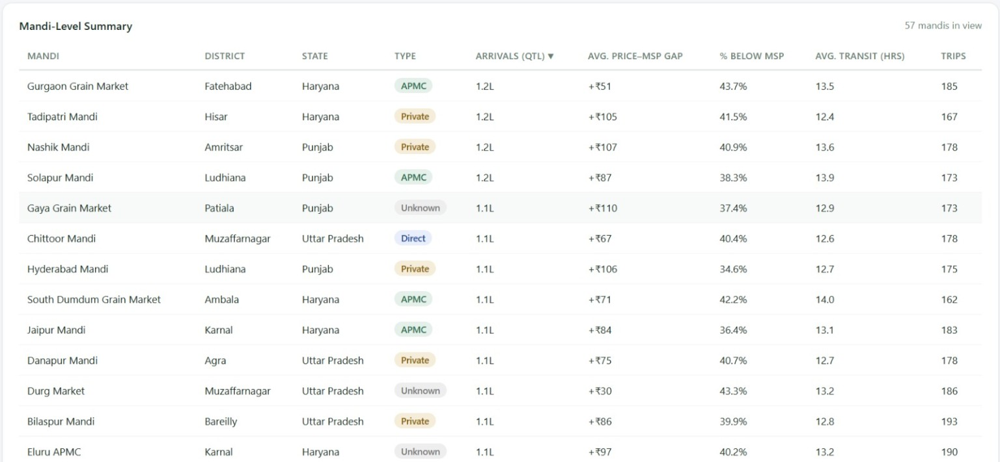 Mandi-Level Summary 57 mandis in view
MANDI DISTRICT STATE TYPE ARRIVALS (QTL) ▼ AVG. PRICE–MSP GAP % BELOW MSP AVG. TRANSIT (HRS) TRIPS
Gurgaon Grain Market Fatehabad Haryana APMC 1.2L +₹51 43.7% 13.5 185
Tadipatri Mandi Hisar Haryana Private 1.2L +₹105 41.5% 12.4 167
Nashik Mandi Amritsar Punjab Private 1.2L +₹107 40.9% 13.6 178
Solapur Mandi Ludhiana Punjab APMC 1.2L +₹87 38.3% 13.9 173
Gaya Grain Market Patiala Punjab Unknown 1.1L +₹110 37.4% 12.9 173
Chittoor Mandi Muzaffarnagar Uttar Pradesh Direct 1.1L +₹67 40.4% 12.6 178
Hyderabad Mandi Ludhiana Punjab Private 1.1L +₹106 34.6% 12.7 175
South Dumdum Grain Market Ambala Haryana APMC 1.1L +₹71 42.2% 14.0 162
Jaipur Mandi Karnal Haryana APMC 1.1L +₹84 36.4% 13.1 183
Danapur Mandi Agra Uttar Pradesh Private 1.1L +₹75 40.7% 12.7 178
Durg Market Muzaffarnagar Uttar Pradesh Unknown 1.1L +₹30 43.3% 13.2 186
Bilaspur Mandi Bareilly Uttar Pradesh Private 1.1L +₹86 39.9% 12.8 193
Eluru APMC Karnal Haryana Unknown 1.1L +₹97 40.2% 13.2 190